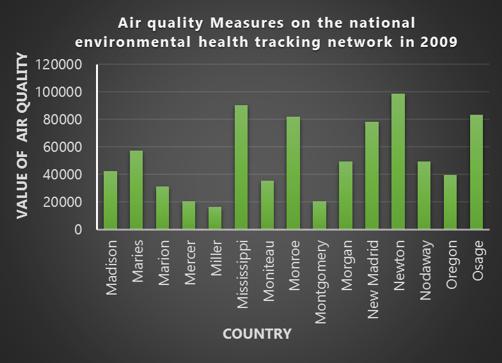 Air quality Measures on the national
environmental health tracking network in 2009
VALUE OF AIR QUALITY
120000
100000
80000
60000
40000
20000
0
Madison
Maries
Marion
Mercer
Miller
Mississippi
Moniteau
Monroe
Montgomery
Morgan
New Madrid
Newton
Nodaway
Oregon
Osage
COUNTRY